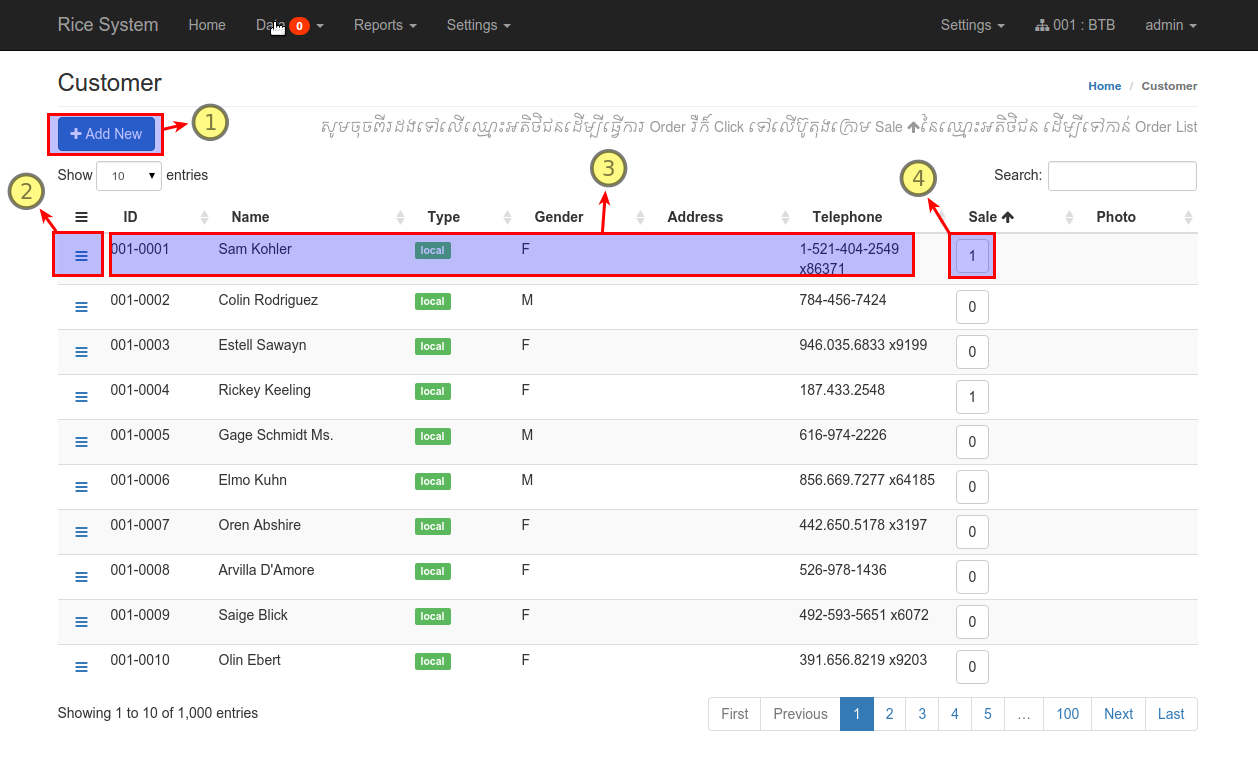 Rice System Home Data 0 Reports Settings Settings 001 : BTB admin
Customer Home / Customer
Add New 1 សូមចុចពីរដងទៅលើឈ្មោះអតិថិជនដើម្បីធ្វើការ Order រឺក៏ Click ទៅលើប៊ូតុងក្រោម Sale នៃឈ្មោះអតិថិជន ដើម្បីទៅកាន់ Order List
Show 10 entries 3 4 Search:
2
ID Name Type Gender Address Telephone Sale Photo
001-0001 Sam Kohler local F 1-521-404-2549 1
x86371
001-0002 Colin Rodriguez local M 784-456-7424 0
001-0003 Estell Sawayn local F 946.035.6833 x9199 0
001-0004 Rickey Keeling local F 187.433.2548 1
001-0005 Gage Schmidt Ms. local M 616-974-2226 0
001-0006 Elmo Kuhn local M 856.669.7277 x64185 0
001-0007 Oren Abshire local F 442.650.5178 x3197 0
001-0008 Arvilla D'Amore local F 526-978-1436 0
001-0009 Saige Blick local F 492-593-5651 x6072 0
001-0010 Olin Ebert local F 391.656.8219 x9203 0
Showing 1 to 10 of 1,000 entries First Previous 1 2 3 4 5 … 100 Next Last